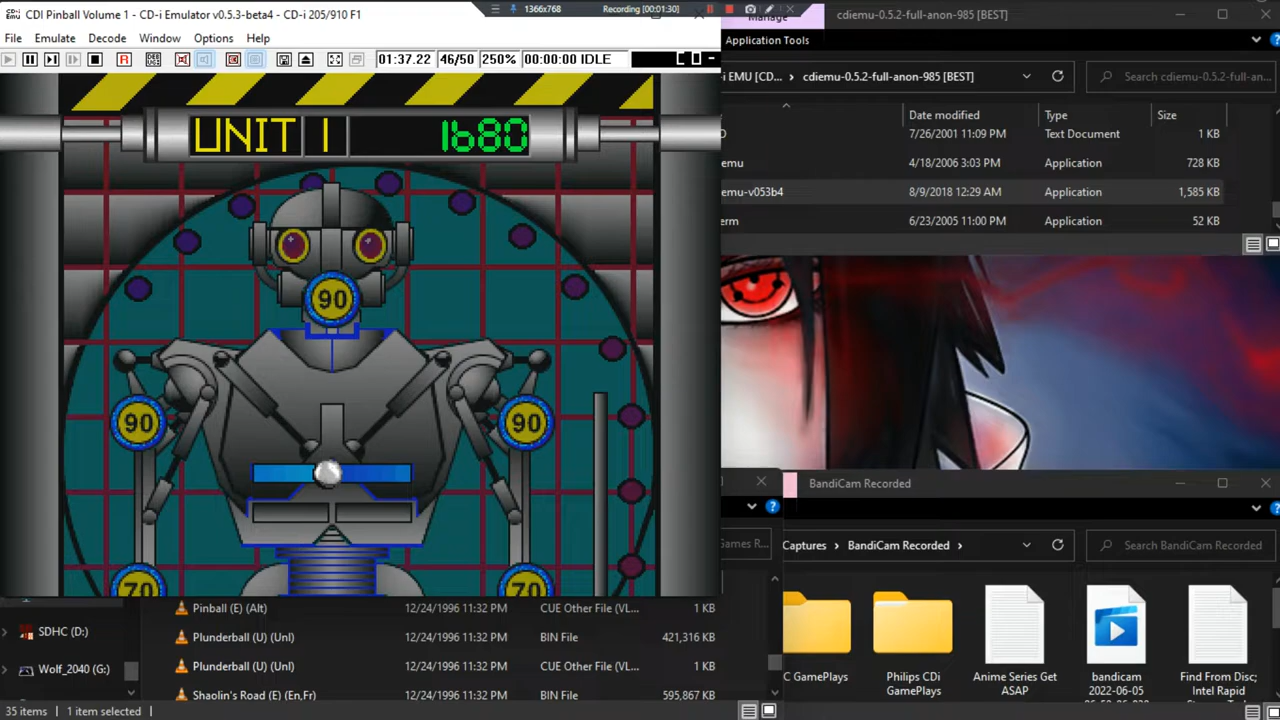 CDI Pinball Volume 1 - CD-i Emulator v0.5.3-beta4 - CD-i 205/910 F1
1366x768
Recording [00:01:30]
File Emulate Decode Window Options Help
01:37.22 46/50 250% 00:00:00 IDLE
UNIT 1 1680
90
90
90
70
70
Manage
cdiemu-0.5.2-full-anon-985 [BEST]
Application Tools
-i EMU [CD... › cdiemu-0.5.2-full-anon-985 [BEST]
Search cdiemu-0.5.2-full-an...
Date modified Type Size
7/26/2001 11:09 PM Text Document 1 KB
emu 4/18/2006 3:03 PM Application 728 KB
emu-v053b4 8/9/2018 12:29 AM Application 1,585 KB
erm 6/23/2005 11:00 PM Application 52 KB
BandiCam Recorded
Games R...
Captures › BandiCam Recorded ›
Search BandiCam Recorded
C GamePlays
Philips CDi
GamePlays
Anime Series Get
ASAP
bandicam
2022-06-05
Find From Disc;
Intel Rapid
SDHC (D:)
Wolf_2040 (G:)
Pinball (E) (Alt) 12/24/1996 11:32 PM CUE Other File (VL... 1 KB
Plunderball (U) (Unl) 12/24/1996 11:32 PM BIN File 421,316 KB
Plunderball (U) (Unl) 12/24/1996 11:32 PM CUE Other File (VL... 1 KB
Shaolin's Road (E) (En,Fr) 12/24/1996 11:32 PM BIN File 595,867 KB
35 items 1 item selected